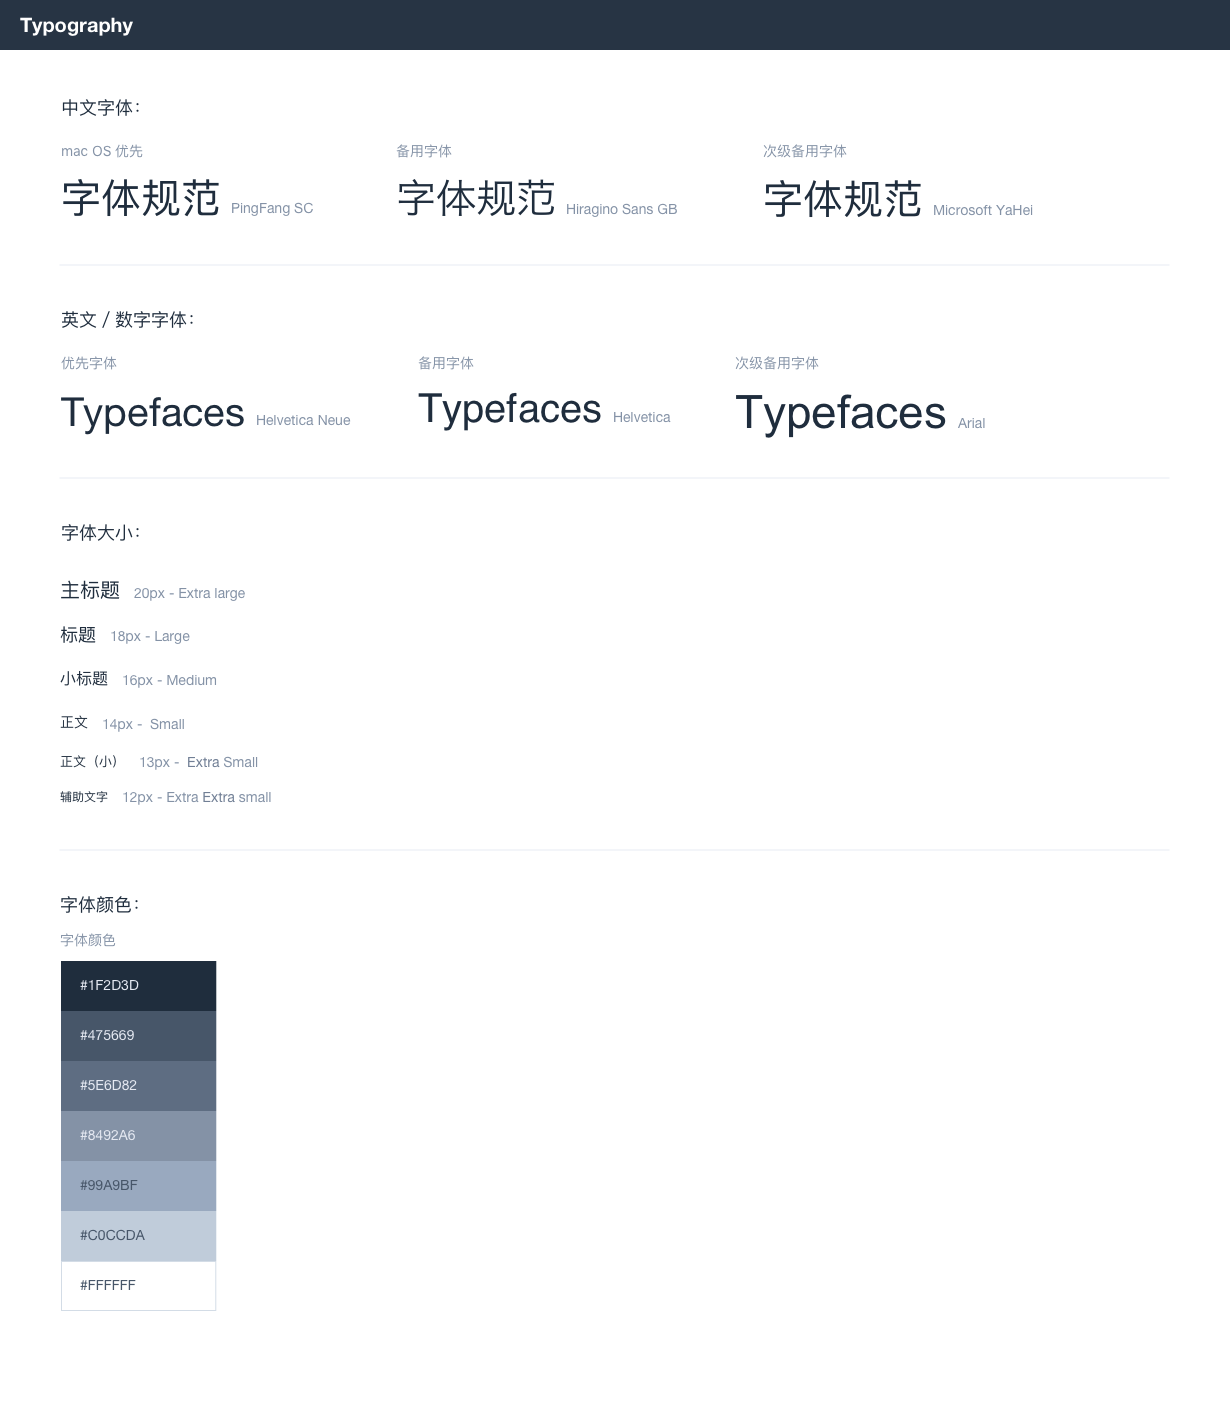 Typography
中文字体：
mac OS 优先 备用字体 次级备用字体
字体规范 PingFang SC 字体规范 Hiragino Sans GB 字体规范 Microsoft YaHei
英文 / 数字字体：
优先字体 备用字体 次级备用字体
Typefaces Helvetica Neue Typefaces Helvetica Typefaces Arial
字体大小：
主标题 20px - Extra large
标题 18px - Large
小标题 16px - Medium
正文 14px - Small
正文（小） 13px - Extra Small
辅助文字 12px - Extra Extra small
字体颜色：
字体颜色
#1F2D3D
#475669
#5E6D82
#8492A6
#99A9BF
#C0CCDA
#FFFFFF